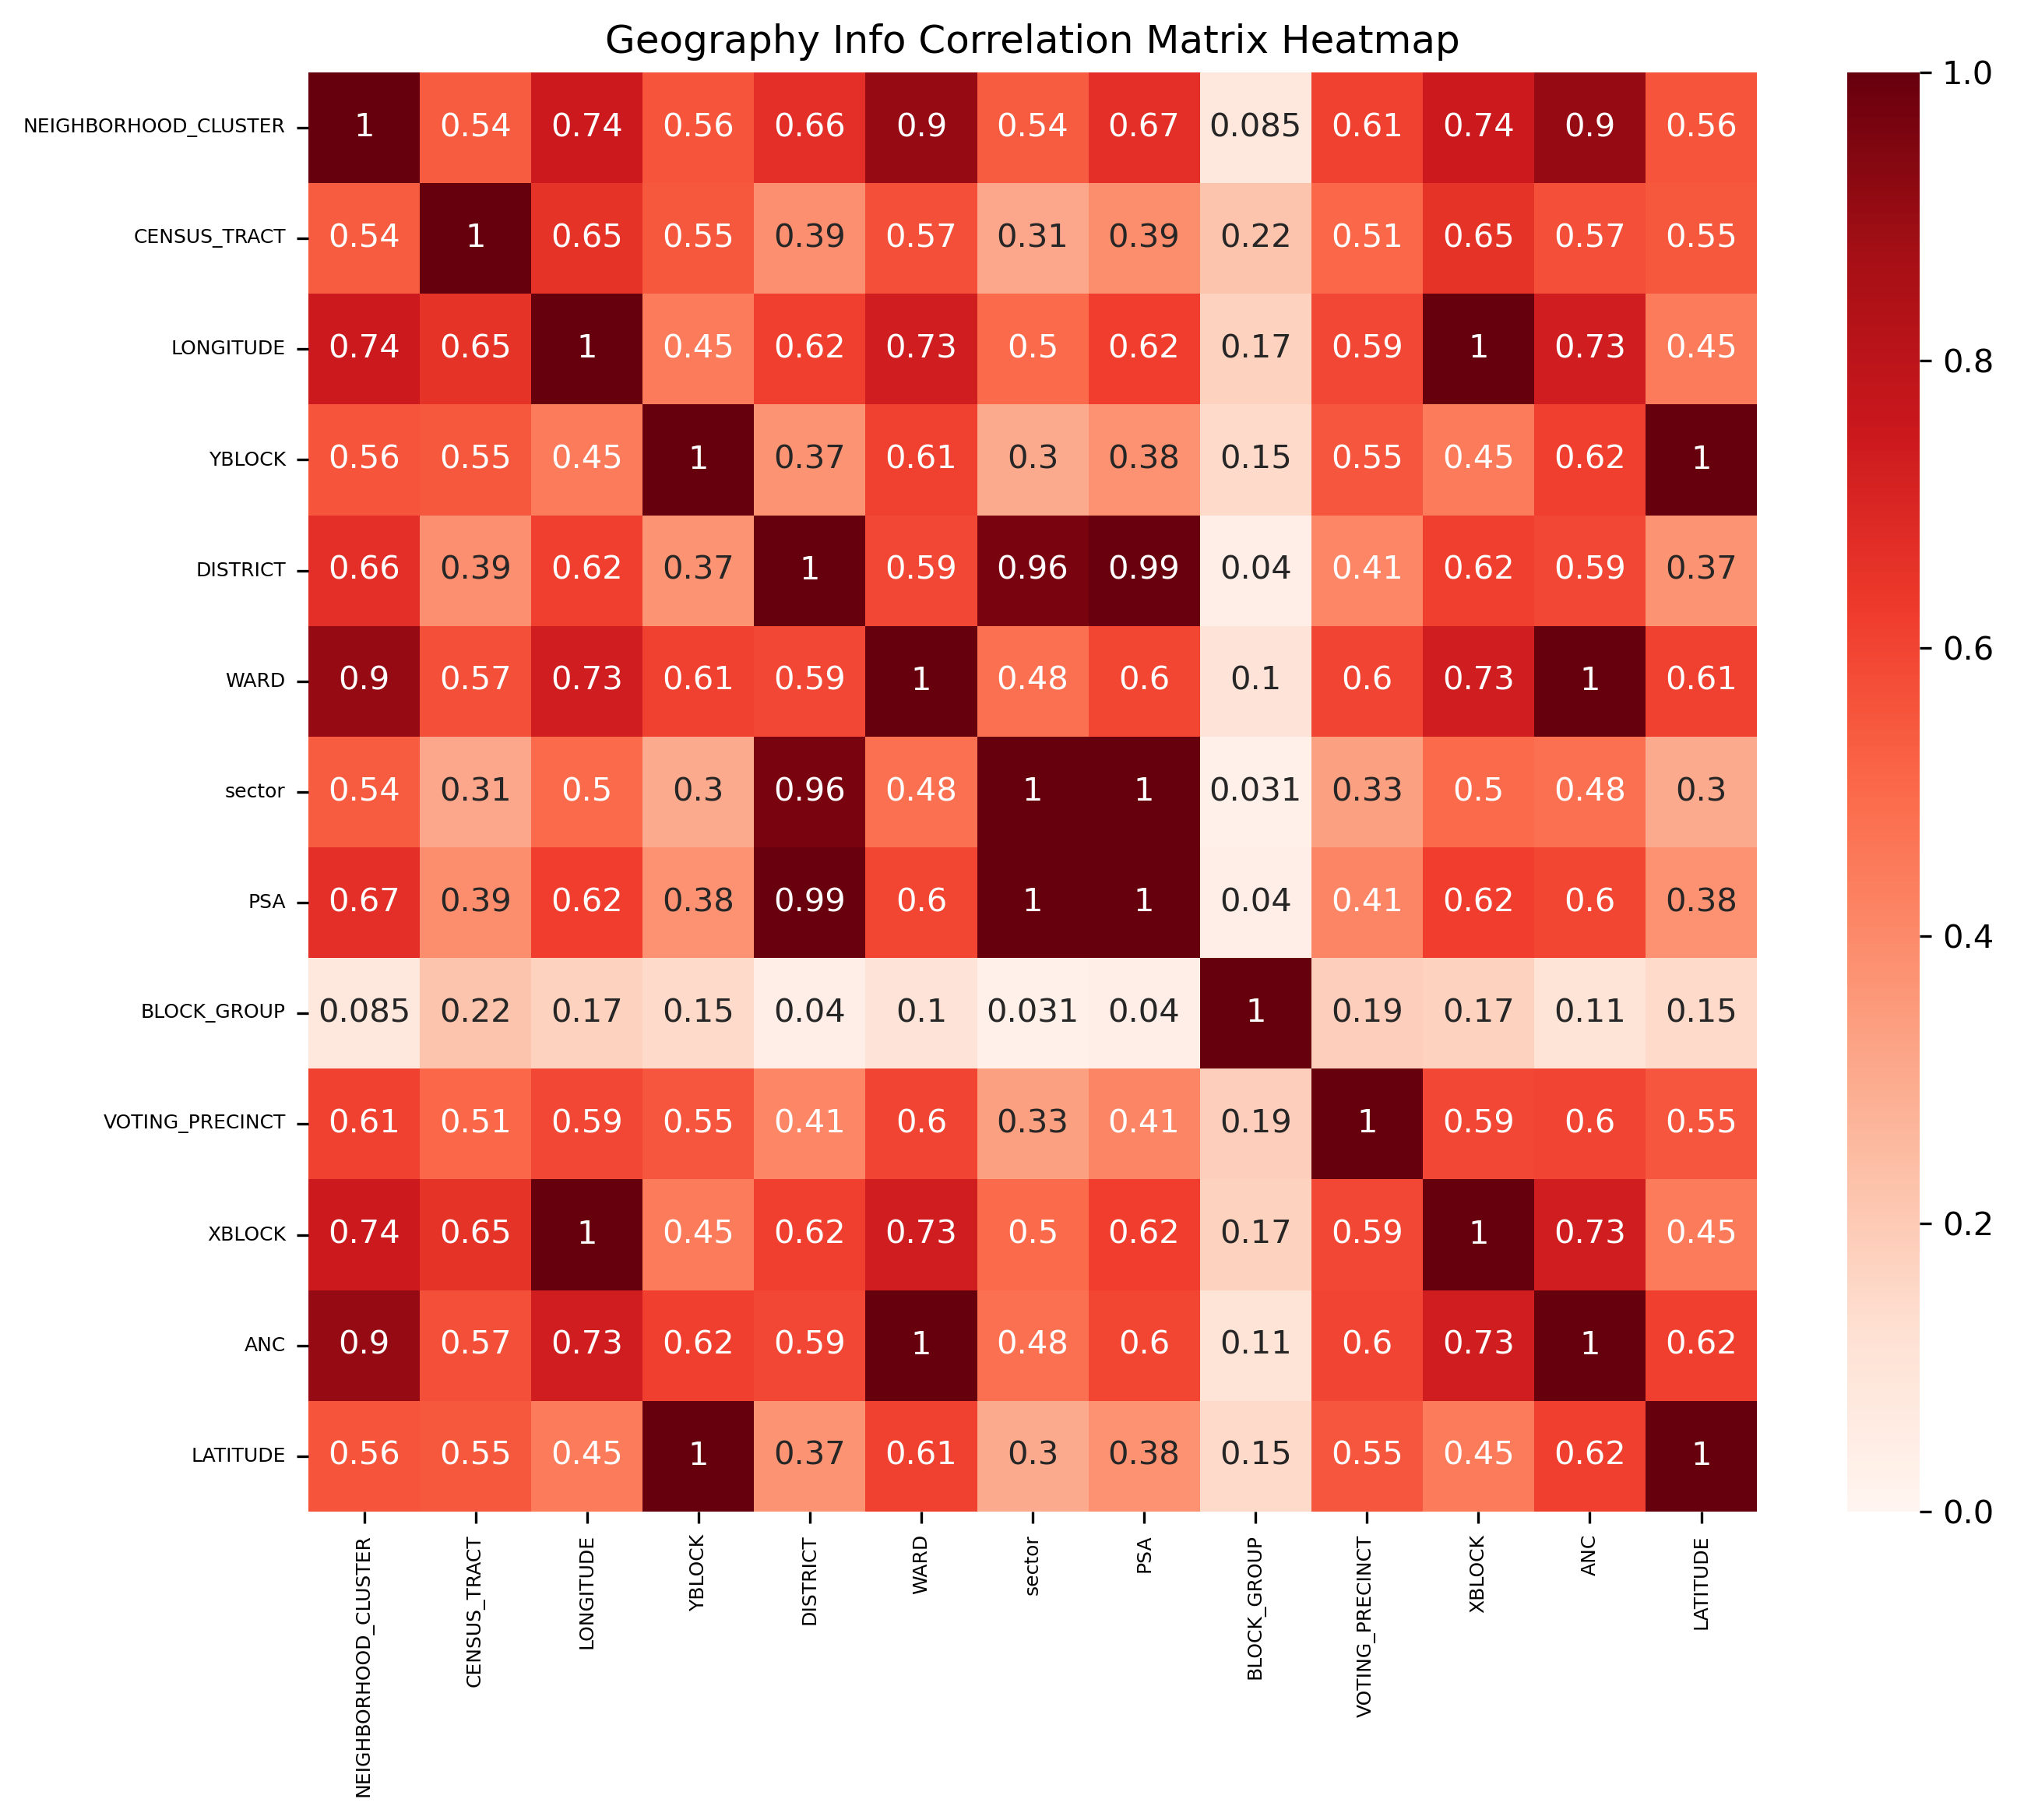 Geography Info Correlation Matrix Heatmap
NEIGHBORHOOD_CLUSTER 1 0.54 0.74 0.56 0.66 0.9 0.54 0.67 0.085 0.61 0.74 0.9 0.56
CENSUS_TRACT 0.54 1 0.65 0.55 0.39 0.57 0.31 0.39 0.22 0.51 0.65 0.57 0.55
LONGITUDE 0.74 0.65 1 0.45 0.62 0.73 0.5 0.62 0.17 0.59 1 0.73 0.45
YBLOCK 0.56 0.55 0.45 1 0.37 0.61 0.3 0.38 0.15 0.55 0.45 0.62 1
DISTRICT 0.66 0.39 0.62 0.37 1 0.59 0.96 0.99 0.04 0.41 0.62 0.59 0.37
WARD 0.9 0.57 0.73 0.61 0.59 1 0.48 0.6 0.1 0.6 0.73 1 0.61
sector 0.54 0.31 0.5 0.3 0.96 0.48 1 1 0.031 0.33 0.5 0.48 0.3
PSA 0.67 0.39 0.62 0.38 0.99 0.6 1 1 0.04 0.41 0.62 0.6 0.38
BLOCK_GROUP 0.085 0.22 0.17 0.15 0.04 0.1 0.031 0.04 1 0.19 0.17 0.11 0.15
VOTING_PRECINCT 0.61 0.51 0.59 0.55 0.41 0.6 0.33 0.41 0.19 1 0.59 0.6 0.55
XBLOCK 0.74 0.65 1 0.45 0.62 0.73 0.5 0.62 0.17 0.59 1 0.73 0.45
ANC 0.9 0.57 0.73 0.62 0.59 1 0.48 0.6 0.11 0.6 0.73 1 0.62
LATITUDE 0.56 0.55 0.45 1 0.37 0.61 0.3 0.38 0.15 0.55 0.45 0.62 1
NEIGHBORHOOD_CLUSTER
CENSUS_TRACT
LONGITUDE
YBLOCK
DISTRICT
WARD
sector
PSA
BLOCK_GROUP
VOTING_PRECINCT
XBLOCK
ANC
LATITUDE
1.0
0.8
0.6
0.4
0.2
0.0